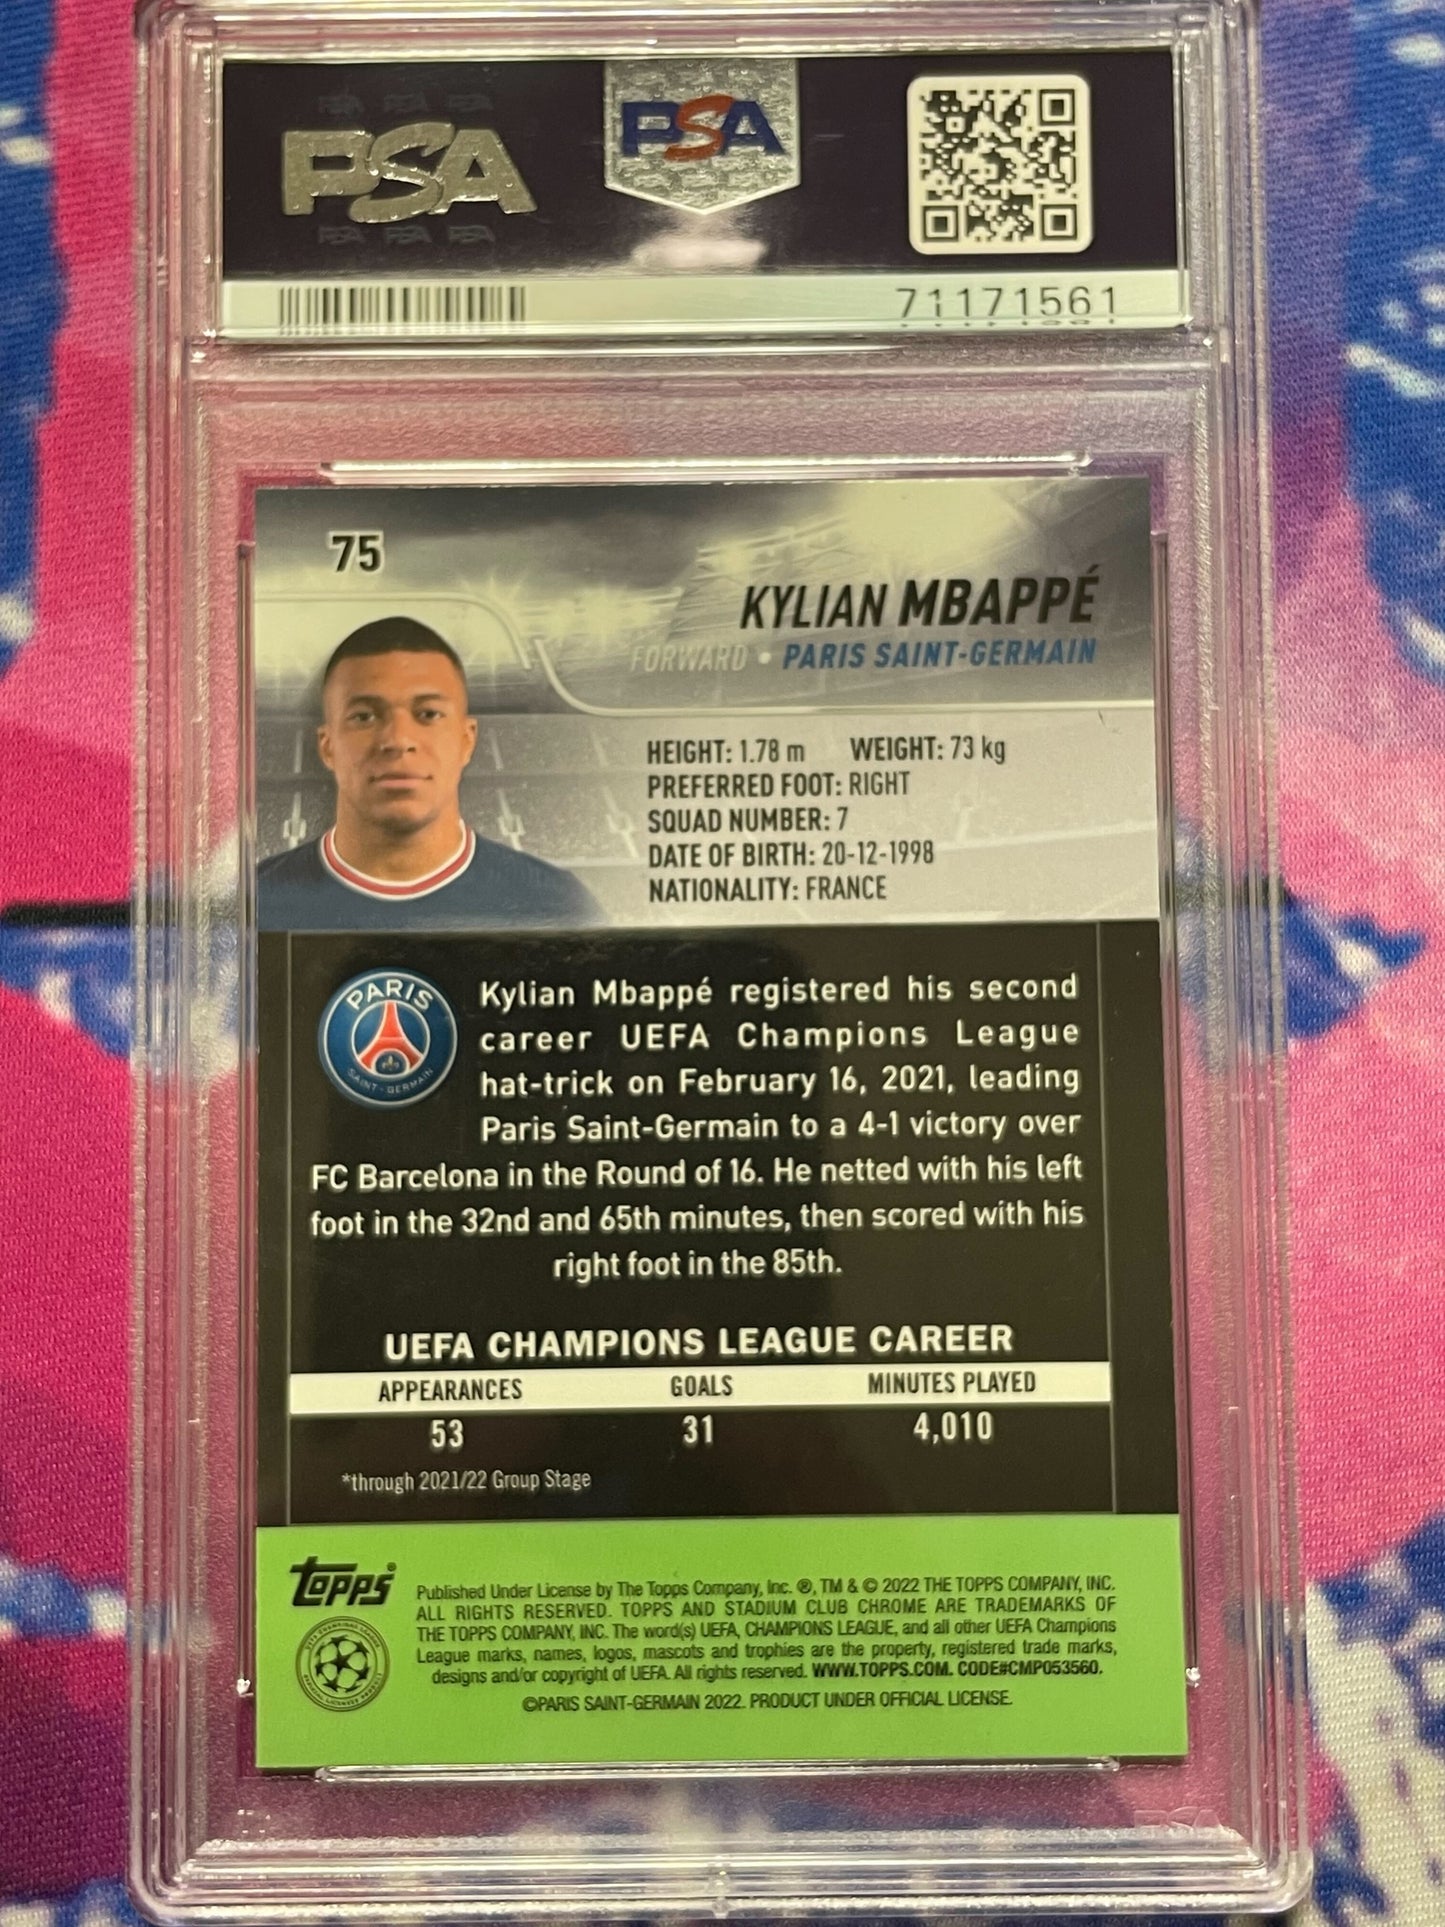 PSA PSA PSA
PSA
PSA PSA PSA
PSA
71171561
75
KYLIAN MBAPPÉ
FORWARD • PARIS SAINT-GERMAIN
HEIGHT: 1.78 m WEIGHT: 73 kg
PREFERRED FOOT: RIGHT
SQUAD NUMBER: 7
DATE OF BIRTH: 20-12-1998
NATIONALITY: FRANCE
PARIS
SAINT-GERMAIN
Kylian Mbappé registered his second
career UEFA Champions League
hat-trick on February 16, 2021, leading
Paris Saint-Germain to a 4-1 victory over
FC Barcelona in the Round of 16. He netted with his left
foot in the 32nd and 65th minutes, then scored with his
right foot in the 85th.
UEFA CHAMPIONS LEAGUE CAREER
APPEARANCES GOALS MINUTES PLAYED
53 31 4,010
*through 2021/22 Group Stage
Topps®
Published Under License by The Topps Company, Inc. ®, TM & © 2022 THE TOPPS COMPANY, INC.
ALL RIGHTS RESERVED. TOPPS AND STADIUM CLUB CHROME ARE TRADEMARKS OF
THE TOPPS COMPANY, INC. The word(s) UEFA, CHAMPIONS LEAGUE, and all other UEFA Champions
League marks, names, logos, mascots and trophies are the property, registered trade marks,
designs and/or copyright of UEFA. All rights reserved. WWW.TOPPS.COM. CODE#CMP053560.
©PARIS SAINT-GERMAIN 2022. PRODUCT UNDER OFFICIAL LICENSE.
PSA